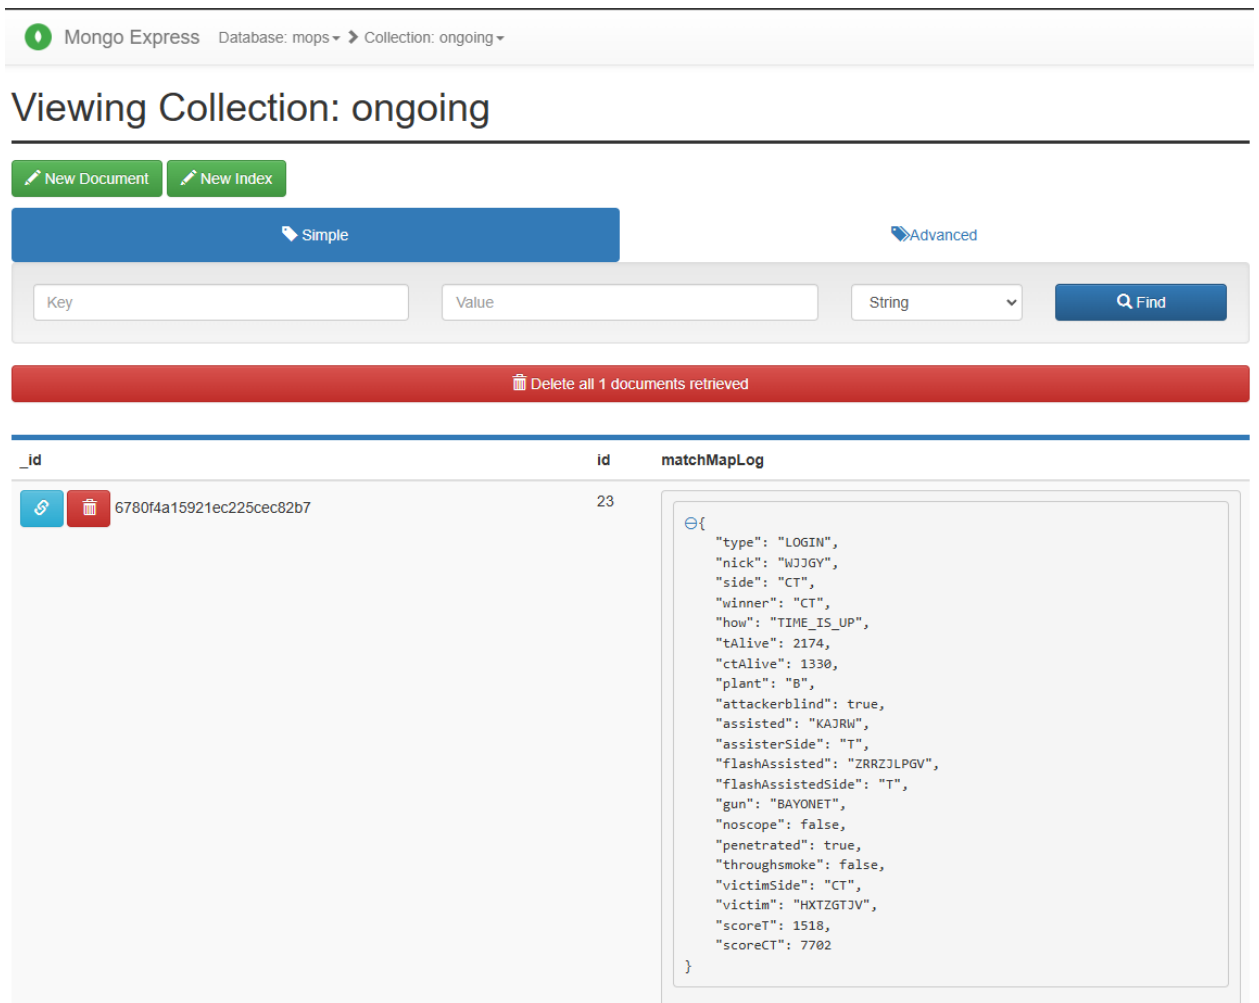 Mongo Express Database: mops Collection: ongoing
Viewing Collection: ongoing
New Document New Index
Simple Advanced
Key Value String Find
Delete all 1 documents retrieved
_id id matchMapLog
6780f4a15921ec225cec82b7 23
{
"type": "LOGIN",
"nick": "WJJGY",
"side": "CT",
"winner": "CT",
"how": "TIME_IS_UP",
"tAlive": 2174,
"ctAlive": 1330,
"plant": "B",
"attackerblind": true,
"assisted": "KAJRW",
"assisterSide": "T",
"flashAssisted": "ZRRZJLPGV",
"flashAssistedSide": "T",
"gun": "BAYONET",
"noscope": false,
"penetrated": true,
"throughsmoke": false,
"victimSide": "CT",
"victim": "HXTZGTJV",
"scoreT": 1518,
"scoreCT": 7702
}